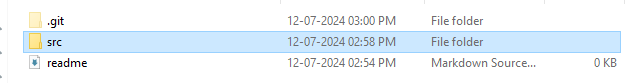 .git 12-07-2024 03:00 PM File folder
src 12-07-2024 02:58 PM File folder
readme 12-07-2024 02:54 PM Markdown Source... 0 KB